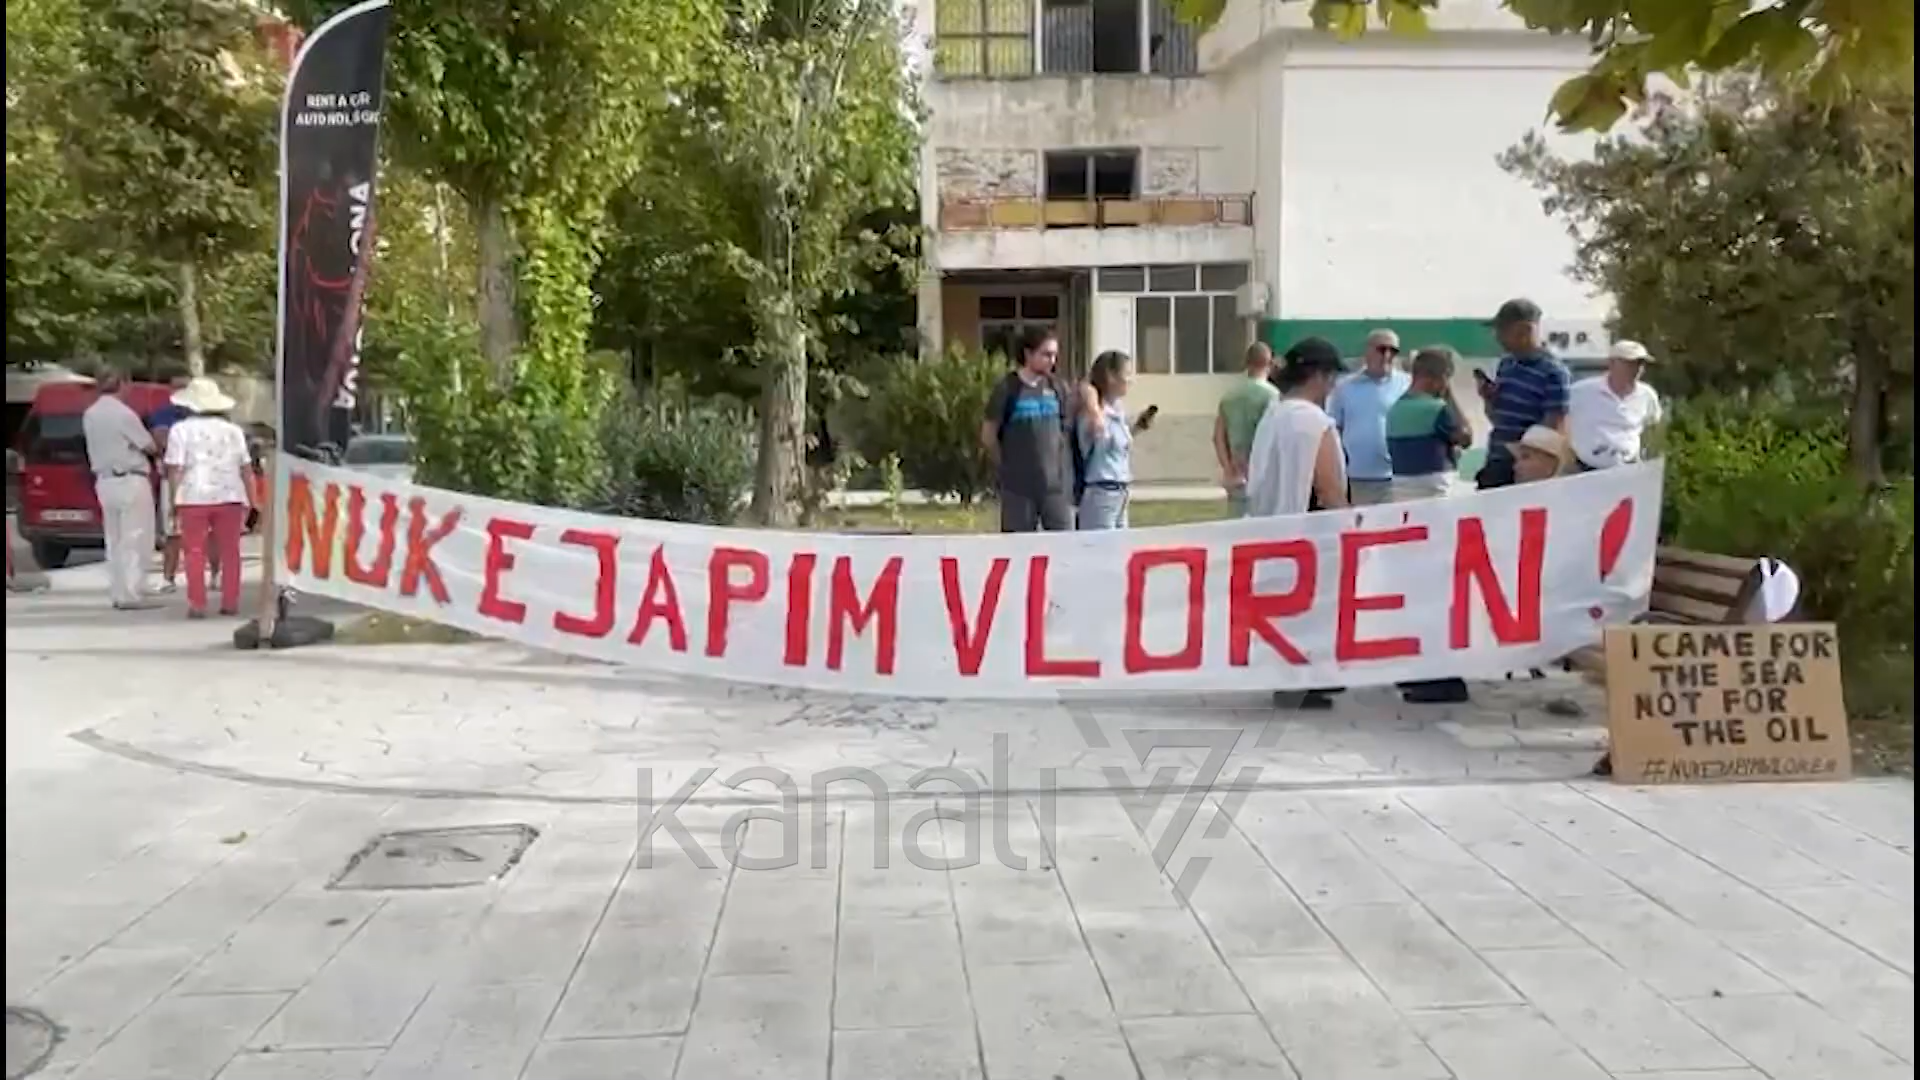 RENT A CAR
NUK E JAPIM VLORËN!
I CAME FOR
THE SEA
NOT FOR
THE OIL
#NUKEJAPIMVLOREN
kanali 7